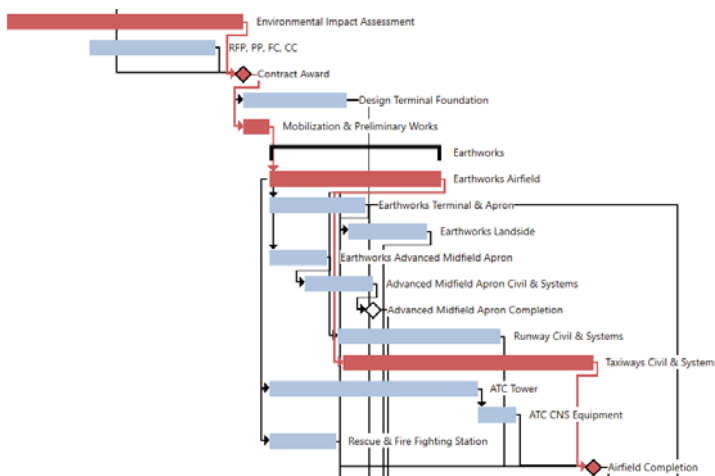 Environmental Impact Assessment
RFP, PP, FC, CC
Contract Award
Design Terminal Foundation
Mobilization & Preliminary Works
Earthworks
Earthworks Airfield
Earthworks Terminal & Apron
Earthworks Landside
Earthworks Advanced Midfield Apron
Advanced Midfield Apron Civil & Systems
Advanced Midfield Apron Completion
Runway Civil & Systems
Taxiways Civil & System
ATC Tower
ATC CNS Equipment
Rescue & Fire Fighting Station
Airfield Completion